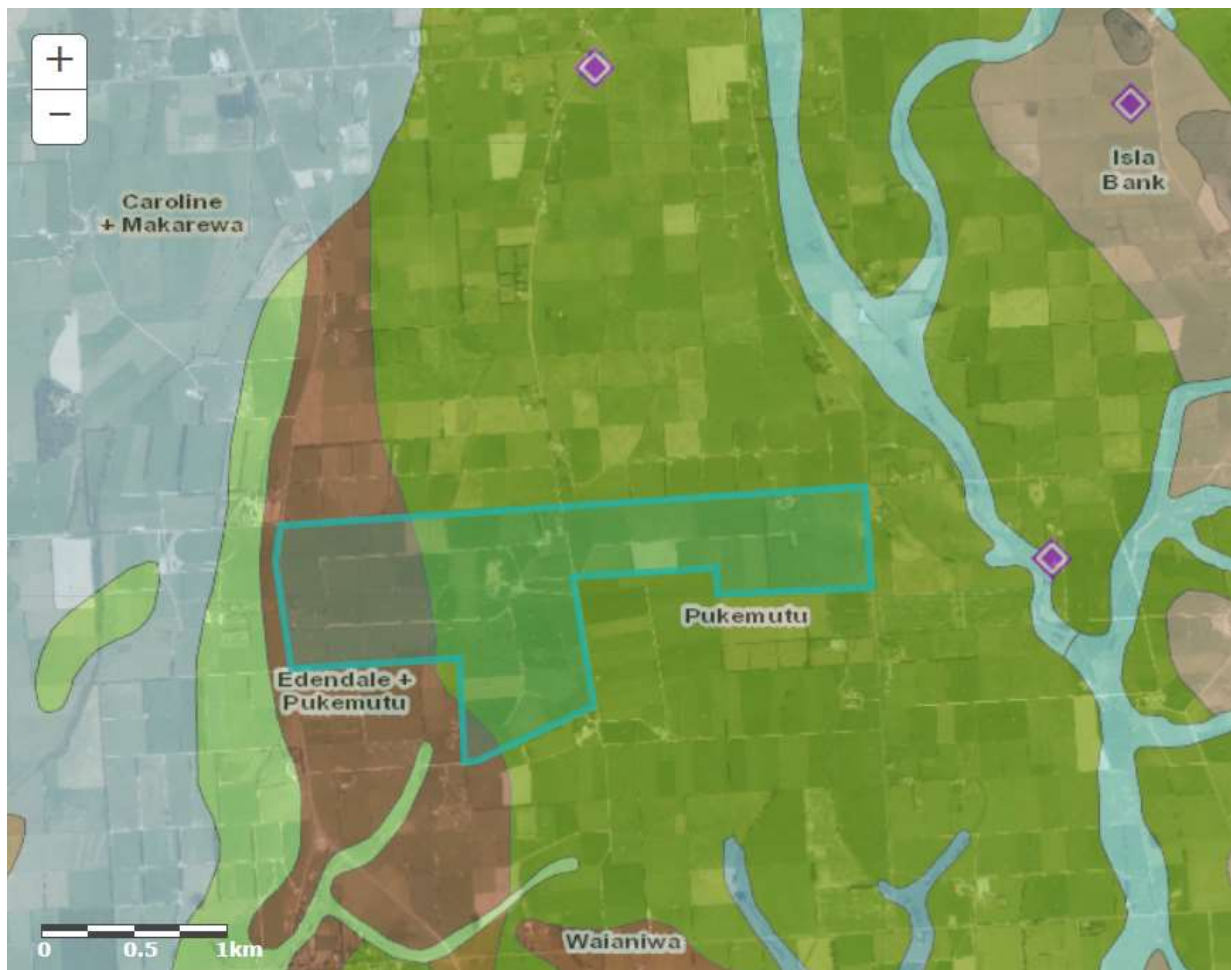 +
−
Isla
Bank
Caroline
+ Makarewa
Pukemutu
Edendale +
Pukemutu
Waianiwa
0 0.5 1km